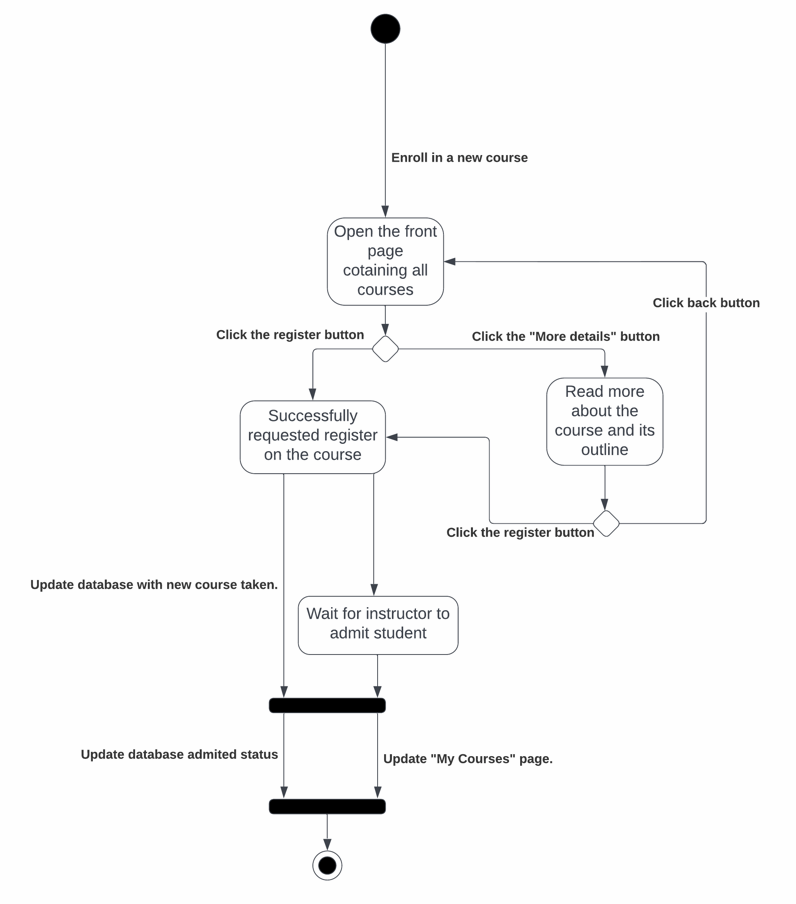 Enroll in a new course
Open the front
page
cotaining all
courses
Click back button
Click the register button
Click the "More details" button
Successfully
requested register
on the course
Read more
about the
course and its
outline
Click the register button
Update database with new course taken.
Wait for instructor to
admit student
Update database admited status
Update "My Courses" page.